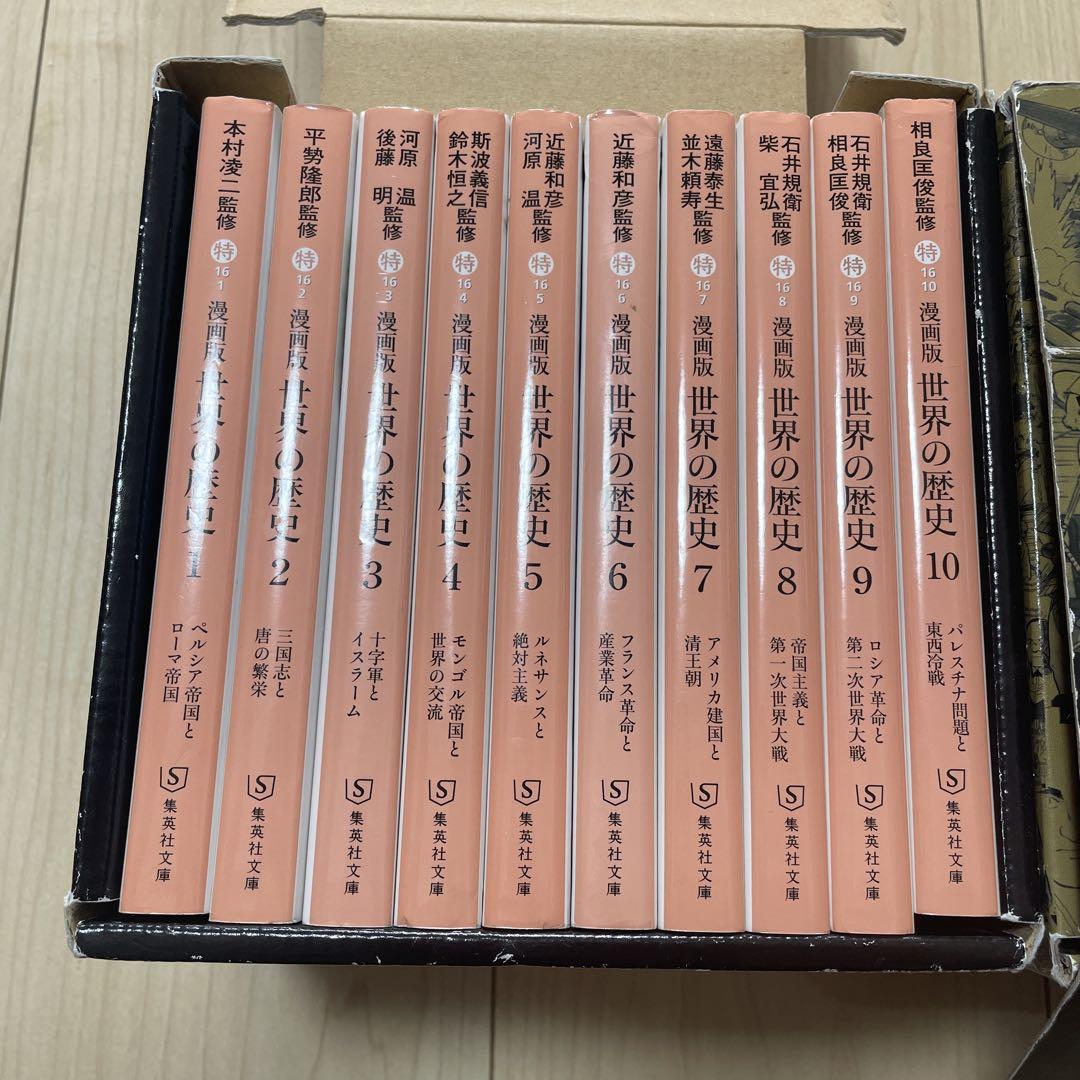 本村凌二監修
特
16
1
漫画版 世界の歴史 1
ペルシア帝国と
ローマ帝国
S
集英社文庫
平勢隆郎監修
特
16
2
漫画版 世界の歴史 2
三国志と
唐の繁栄
S
集英社文庫
河原 温
後藤 明監修
特
16
3
漫画版 世界の歴史 3
十字軍と
イスラーム
S
集英社文庫
斯波義信
鈴木恒之監修
特
16
4
漫画版 世界の歴史 4
モンゴル帝国と
世界の交流
S
集英社文庫
近藤和彦
河原 温監修
特
16
5
漫画版 世界の歴史 5
ルネサンスと
絶対主義
S
集英社文庫
近藤和彦監修
特
16
6
漫画版 世界の歴史 6
フランス革命と
産業革命
S
集英社文庫
遠藤泰生
並木頼寿監修
特
16
7
漫画版 世界の歴史 7
アメリカ建国と
清王朝
S
集英社文庫
石井規衛
柴 宜弘監修
特
16
8
漫画版 世界の歴史 8
帝国主義と
第一次世界大戦
S
集英社文庫
石井規衛
相良匡俊監修
特
16
9
漫画版 世界の歴史 9
ロシア革命と
第二次世界大戦
S
集英社文庫
相良匡俊監修
特
16
10
漫画版 世界の歴史 10
パレスチナ問題と
東西冷戦
S
集英社文庫